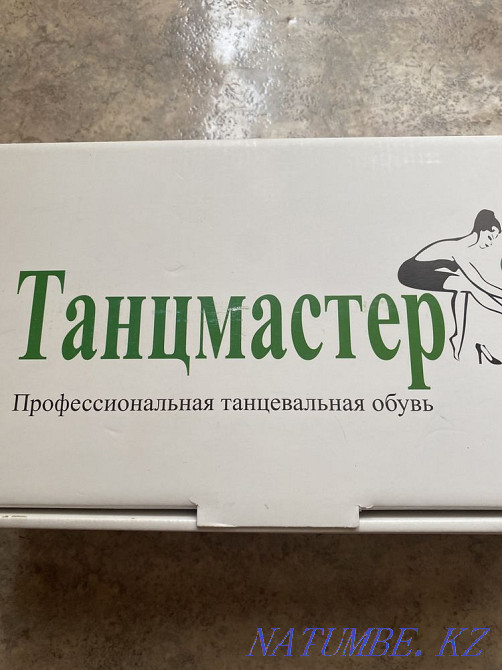 Танцмастер
Профессиональная танцевальная обувь
NATUMBE. KZ